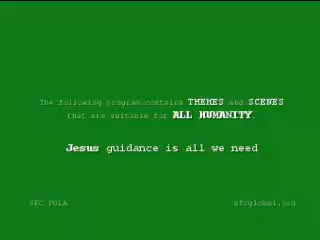 The following program contains THEMES and SCENES
that are suitable for ALL HUMANITY.
Jesus guidance is all we need
SFC POEA sfcglobal.org